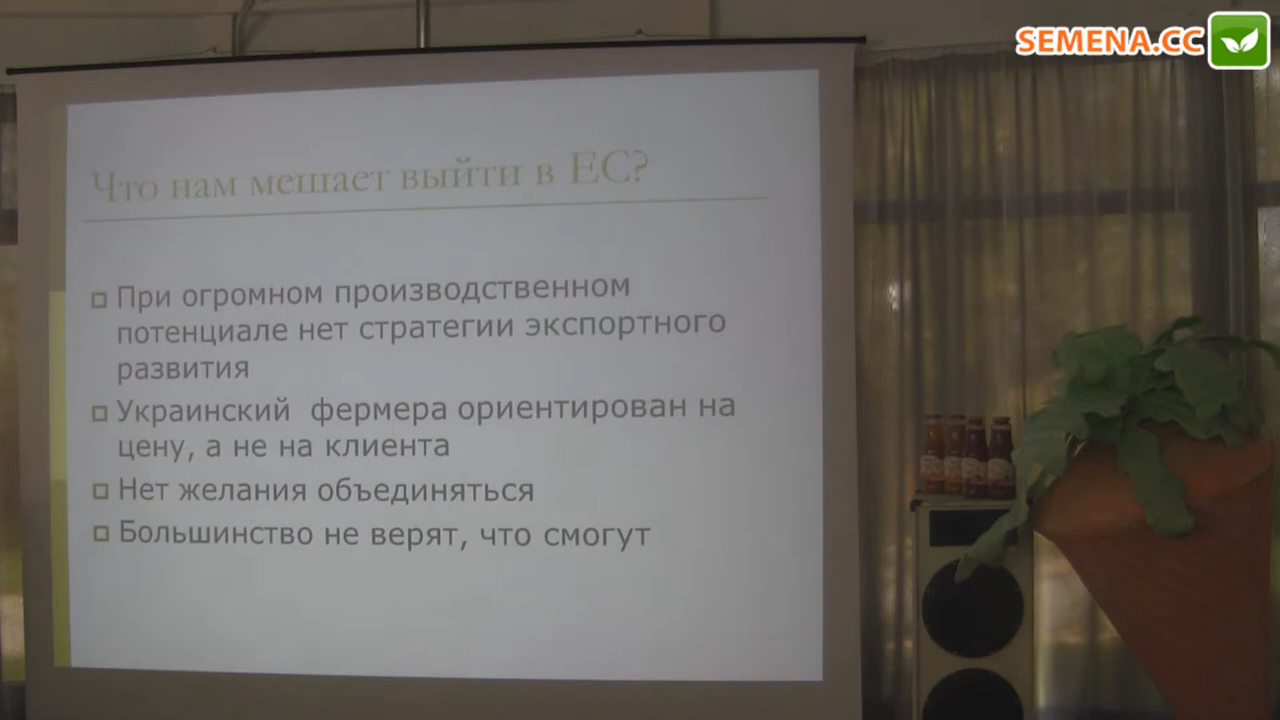 SEMENA.CC
Что нам мешает выйти в ЕС?
При огромном производственном
потенциале нет стратегии экспортного
развития
Украинский фермера ориентирован на
цену, а не на клиента
Нет желания объединяться
Большинство не верят, что смогут